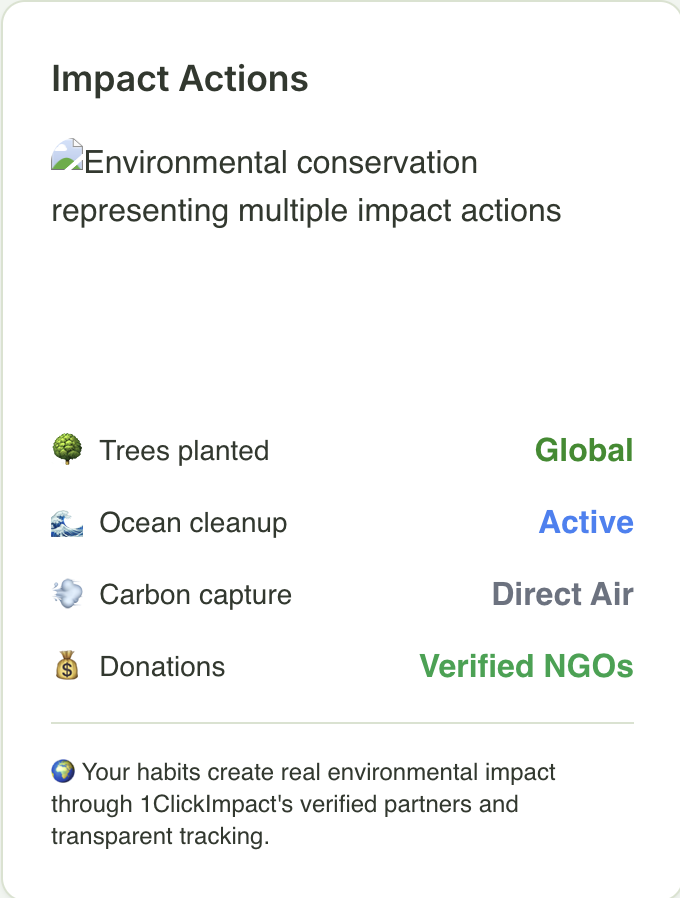 Impact Actions
Environmental conservation
representing multiple impact actions
Trees planted Global
Ocean cleanup Active
Carbon capture Direct Air
Donations Verified NGOs
Your habits create real environmental impact
through 1ClickImpact's verified partners and
transparent tracking.